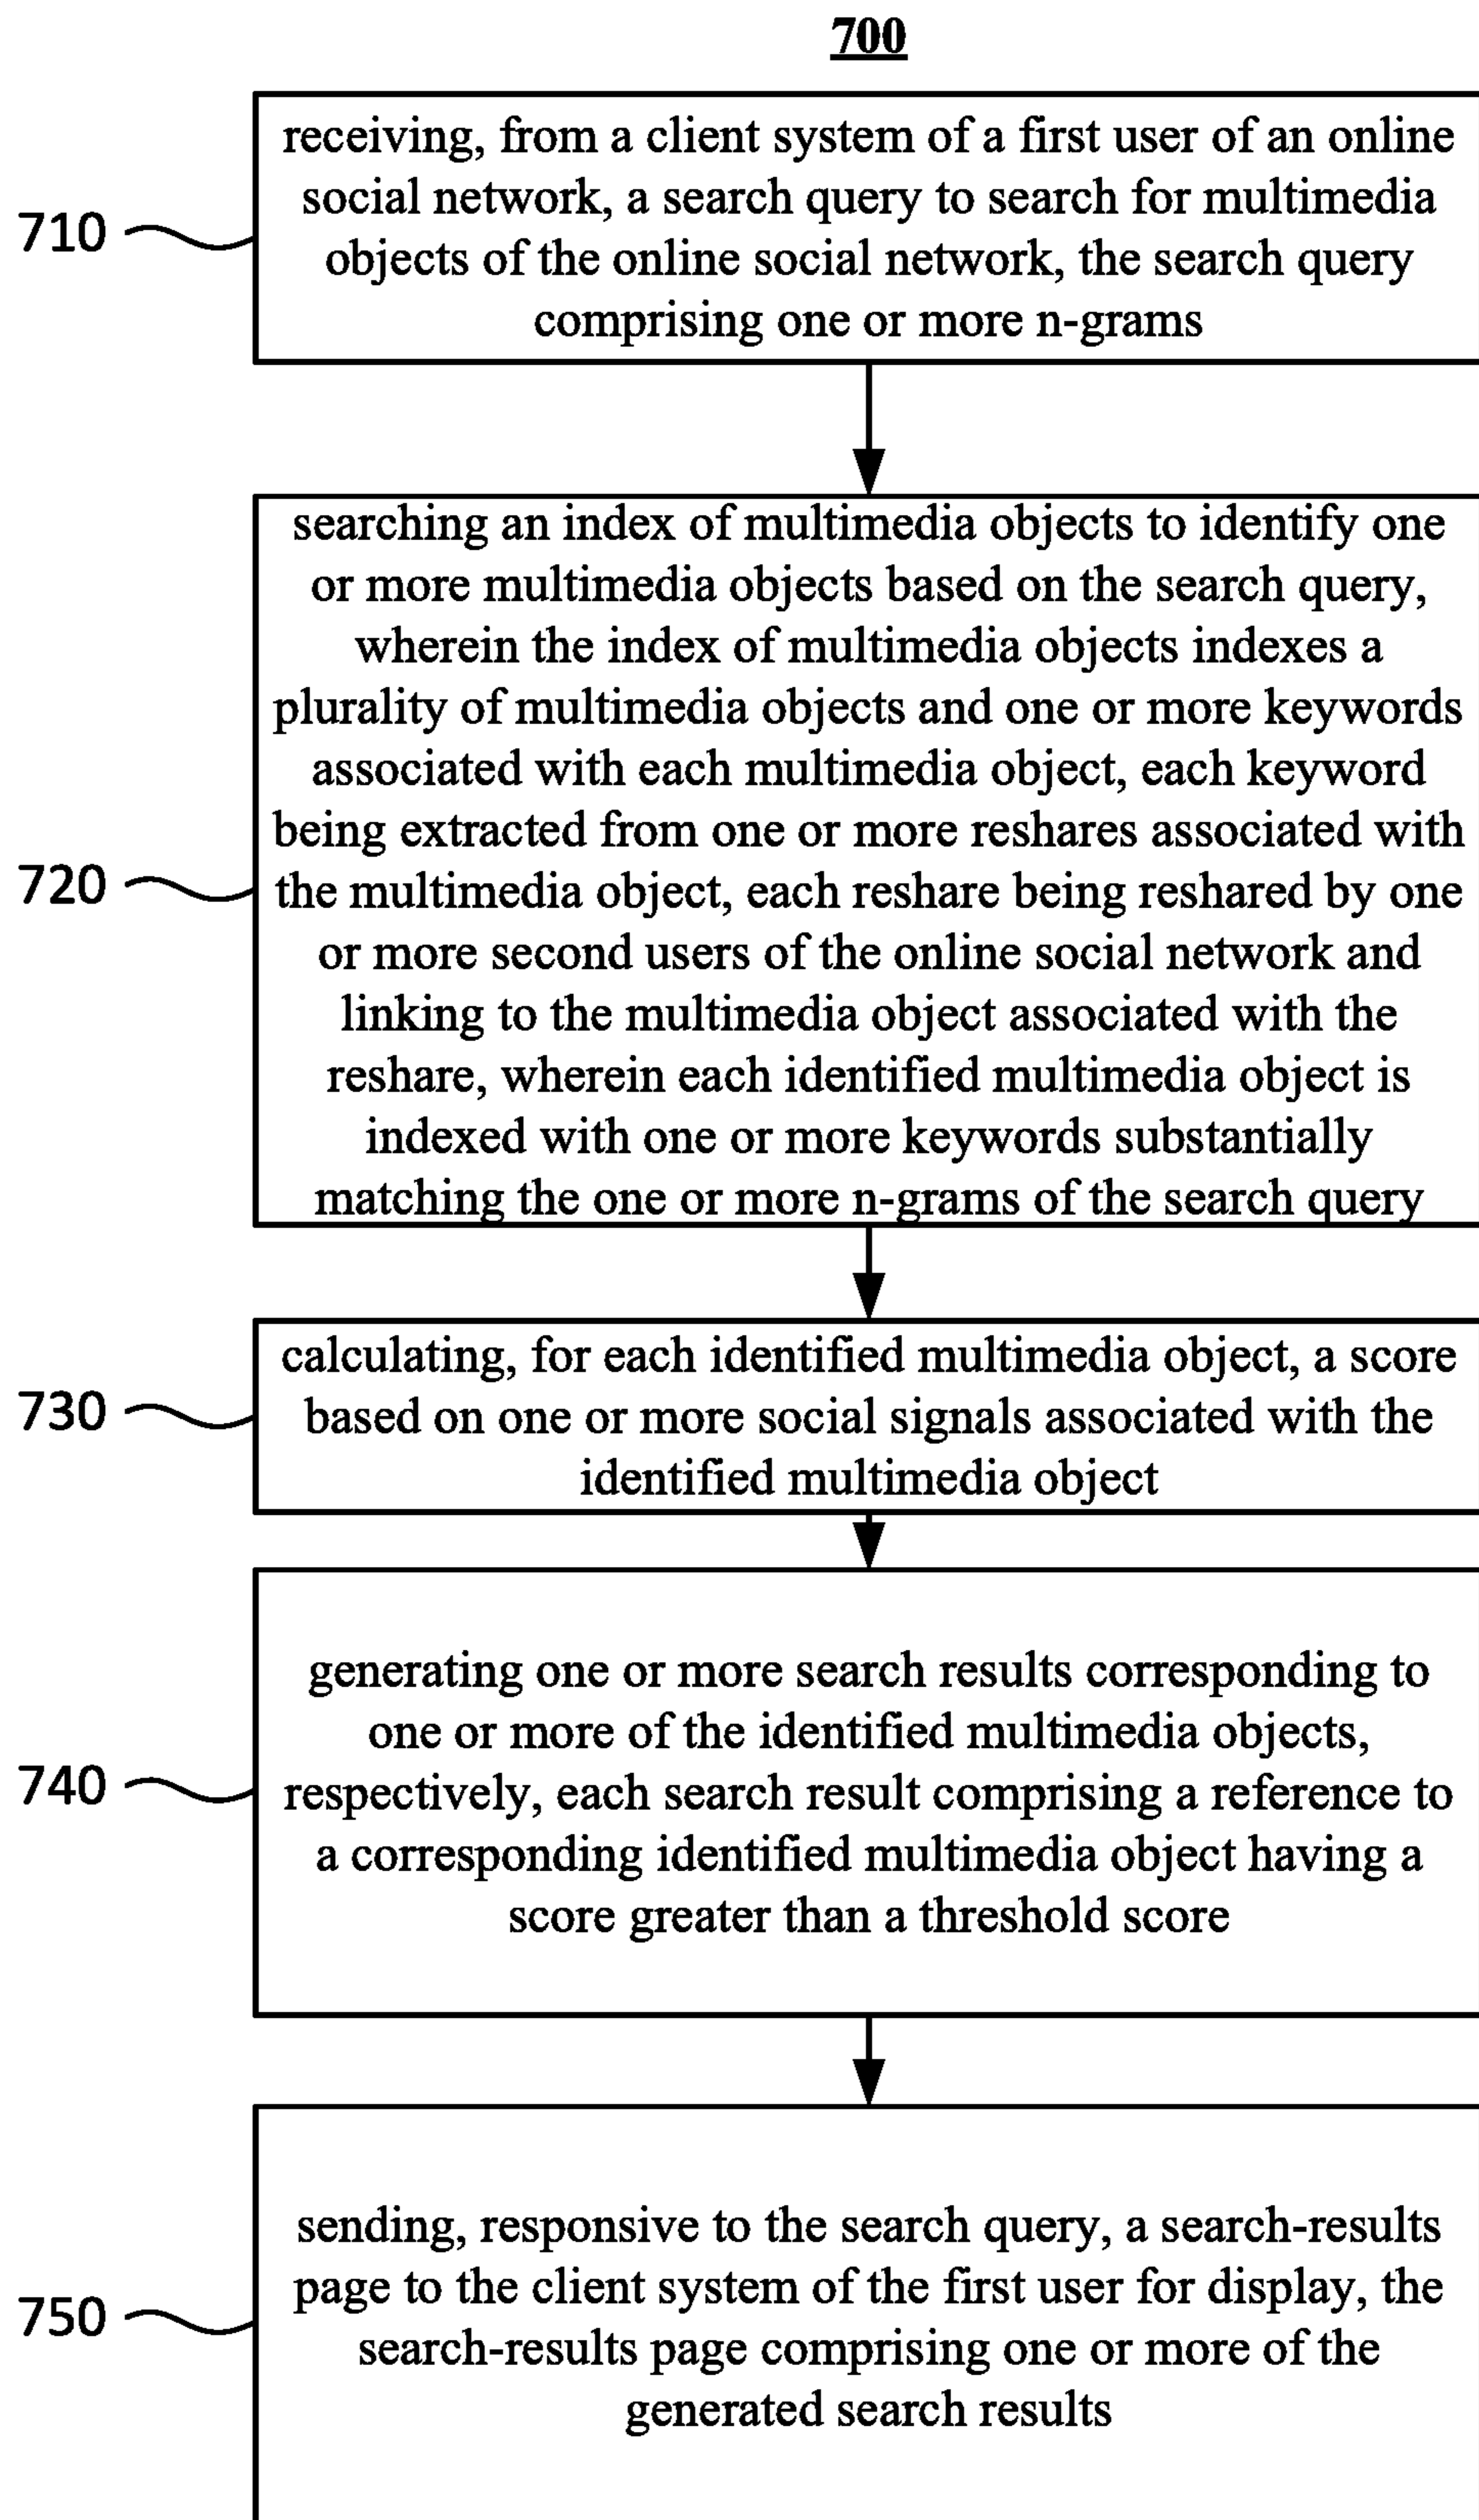 700
receiving, from a client system of a first user of an online
social network, a search query to search for multimedia
objects of the online social network, the search query
comprising one or more n-grams
710
searching an index of multimedia objects to identify one
or more multimedia objects based on the search query,
wherein the index of multimedia objects indexes a
plurality of multimedia objects and one or more keywords
associated with each multimedia object, each keyword
being extracted from one or more reshares associated with
the multimedia object, each reshare being reshared by one
or more second users of the online social network and
linking to the multimedia object associated with the
reshare, wherein each identified multimedia object is
indexed with one or more keywords substantially
matching the one or more n-grams of the search query
720
calculating, for each identified multimedia object, a score
based on one or more social signals associated with the
identified multimedia object
730
generating one or more search results corresponding to
one or more of the identified multimedia objects,
respectively, each search result comprising a reference to
a corresponding identified multimedia object having a
score greater than a threshold score
740
sending, responsive to the search query, a search-results
page to the client system of the first user for display, the
search-results page comprising one or more of the
generated search results
750